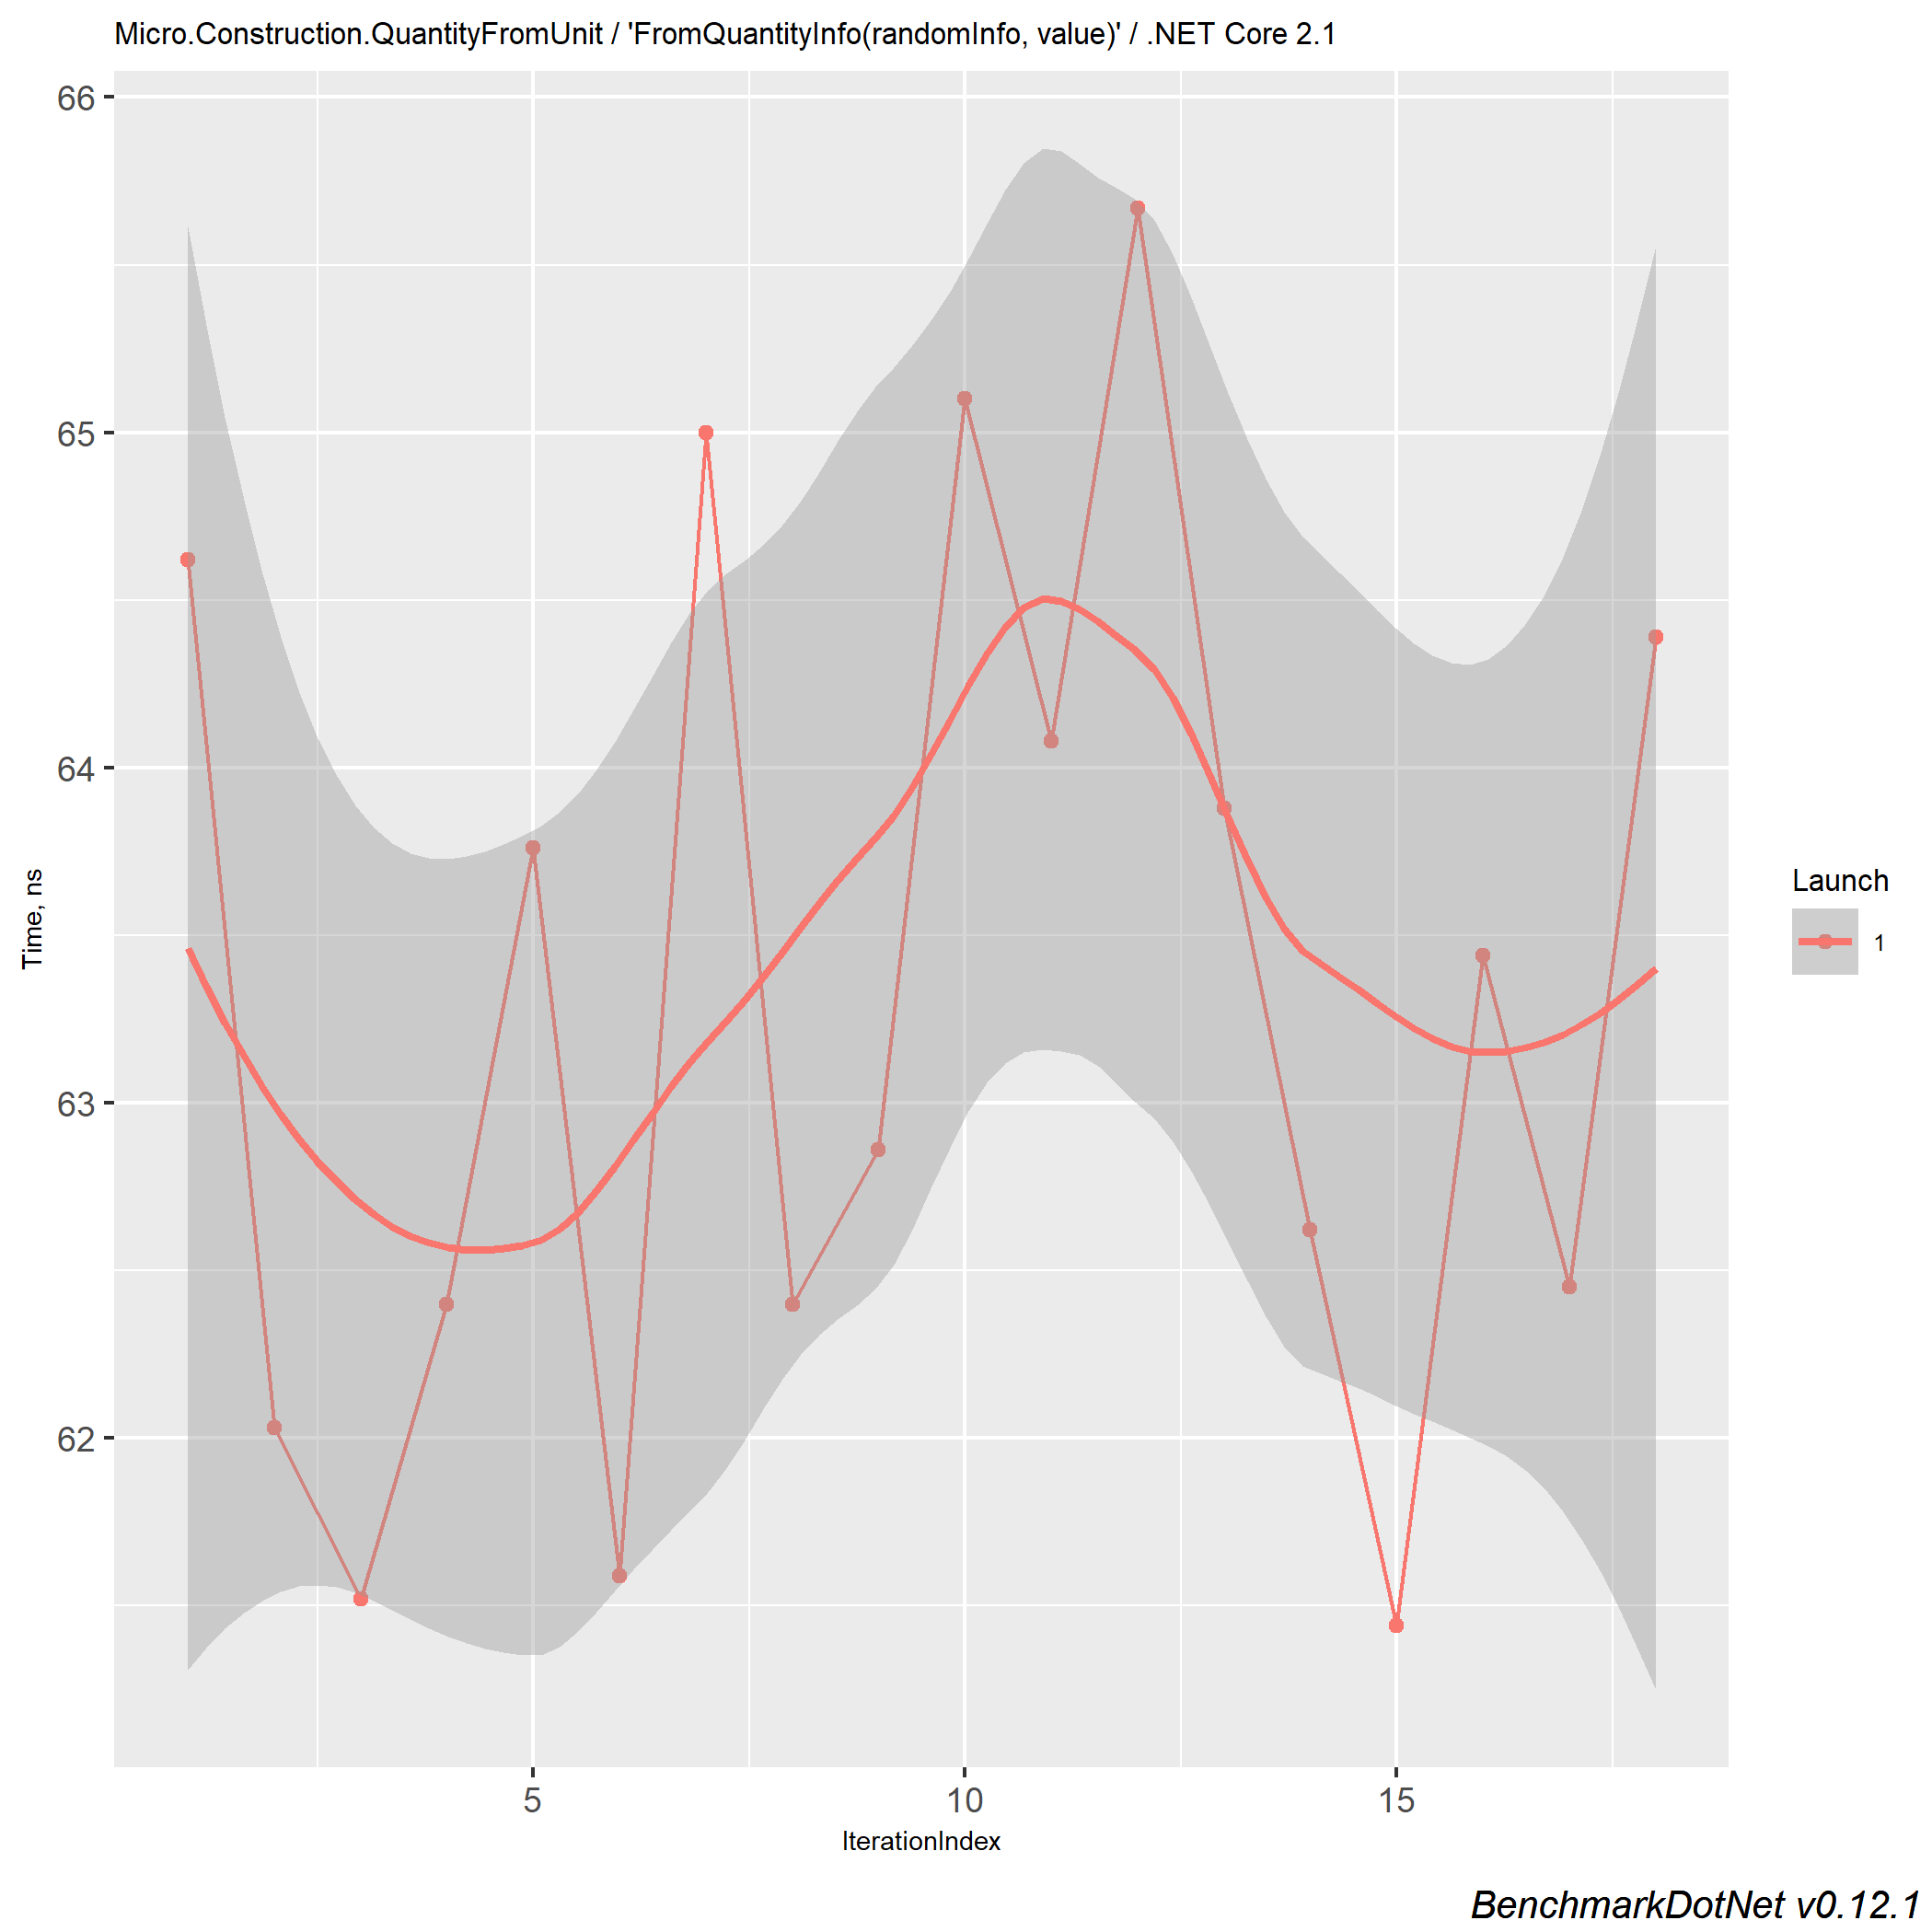 Micro.Construction.QuantityFromUnit / 'FromQuantityInfo(randomInfo, value)' / .NET Core 2.1
66
65
64
63
62
Time, ns
5
10
15
IterationIndex
Launch
1
BenchmarkDotNet v0.12.1